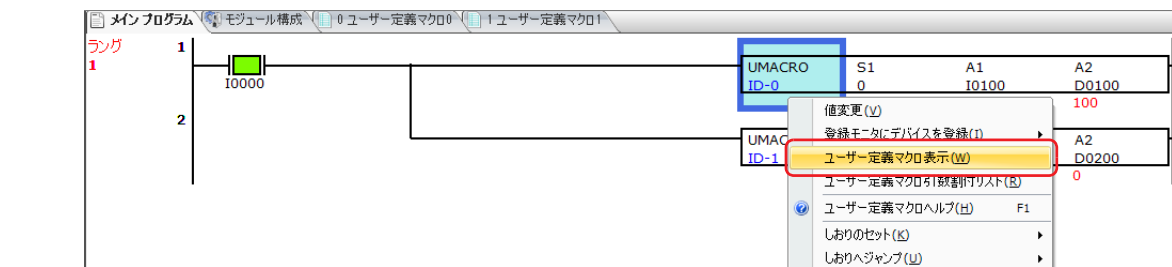 メイン プログラム モジュール構成 0 ユーザー定義マクロ0 1 ユーザー定義マクロ1
ラング 1
1
I0000
UMACRO S1 A1 A2
ID-0 0 I0100 D0100
100
値変更(V)
2
登録モニタにデバイスを登録(I)
UMAC A2
ID-1 ユーザー定義マクロ表示(W) D0200
0
ユーザー定義マクロ引数割付リスト(R)
ユーザー定義マクロヘルプ(H) F1
しおりのセット(K)
しおりへジャンプ(U)